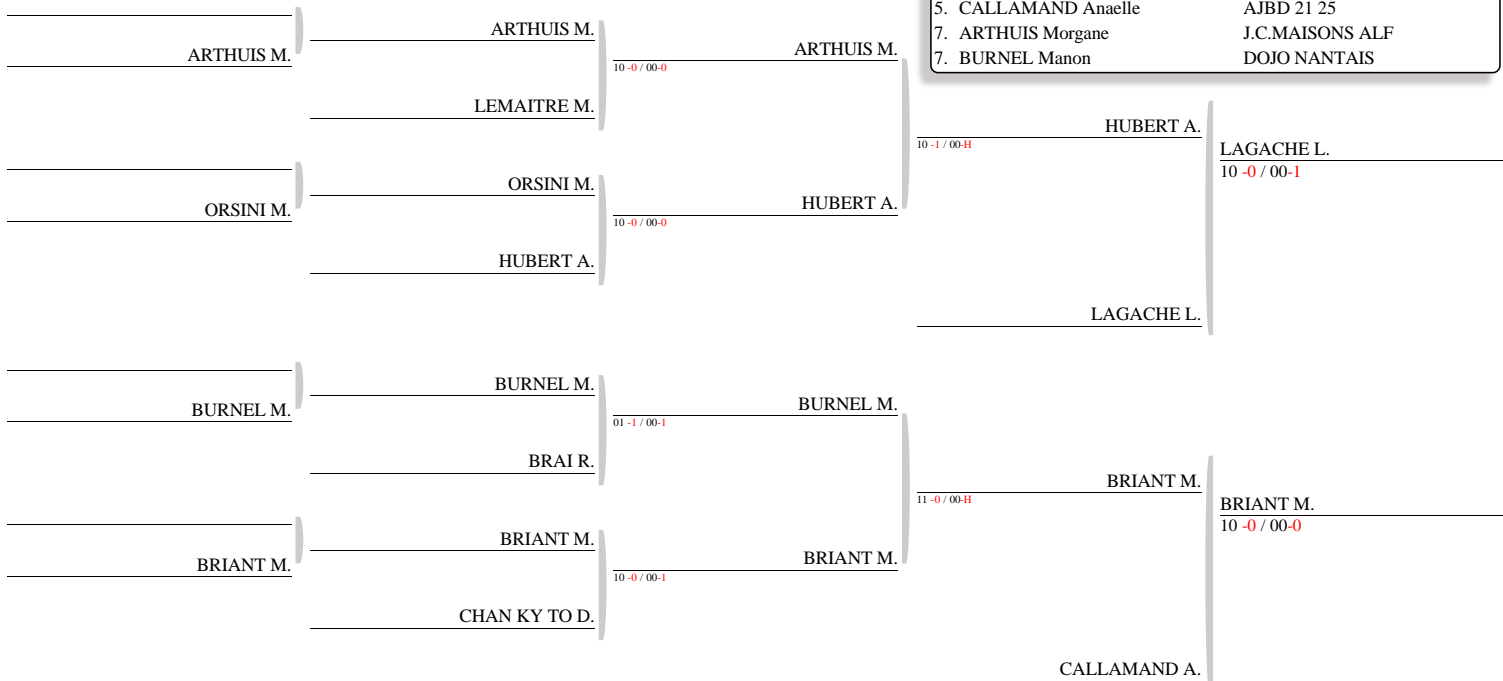 5. CALLAMAND Anaelle AJBD 21 25
7. ARTHUIS Morgane J.C.MAISONS ALF
7. BURNEL Manon DOJO NANTAIS
ARTHUIS M.
ORSINI M.
BURNEL M.
BRIANT M.
ARTHUIS M.
LEMAITRE M.
ORSINI M.
HUBERT A.
BURNEL M.
BRAI R.
BRIANT M.
CHAN KY TO D.
ARTHUIS M.
10 -0 / 00-0
HUBERT A.
10 -0 / 00-0
BURNEL M.
01 -1 / 00-1
BRIANT M.
10 -0 / 00-1
HUBERT A.
10 -1 / 00-H
LAGACHE L.
BRIANT M.
11 -0 / 00-H
CALLAMAND A.
LAGACHE L.
10 -0 / 00-1
BRIANT M.
10 -0 / 00-0